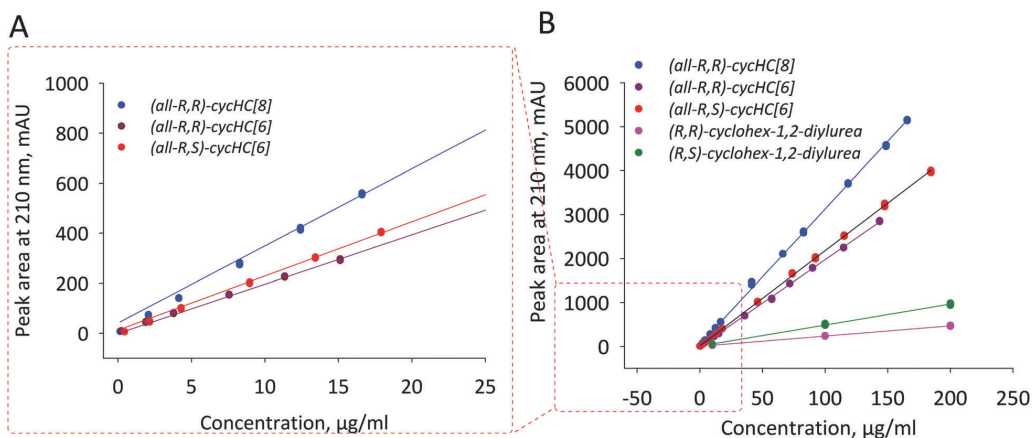 A
1000
800
600
400
200
0
0
5
10
15
20
25
Peak area at 210 nm, mAU
Concentration, µg/ml
(all-R,R)-cycHC[8]
(all-R,R)-cycHC[6]
(all-R,S)-cycHC[6]
B
6000
5000
4000
3000
2000
1000
0
-50
0
50
100
150
200
250
Peak area at 210 nm, mAU
Concentration, µg/ml
(all-R,R)-cycHC[8]
(all-R,R)-cycHC[6]
(all-R,S)-cycHC[6]
(R,R)-cyclohex-1,2-diylurea
(R,S)-cyclohex-1,2-diylurea